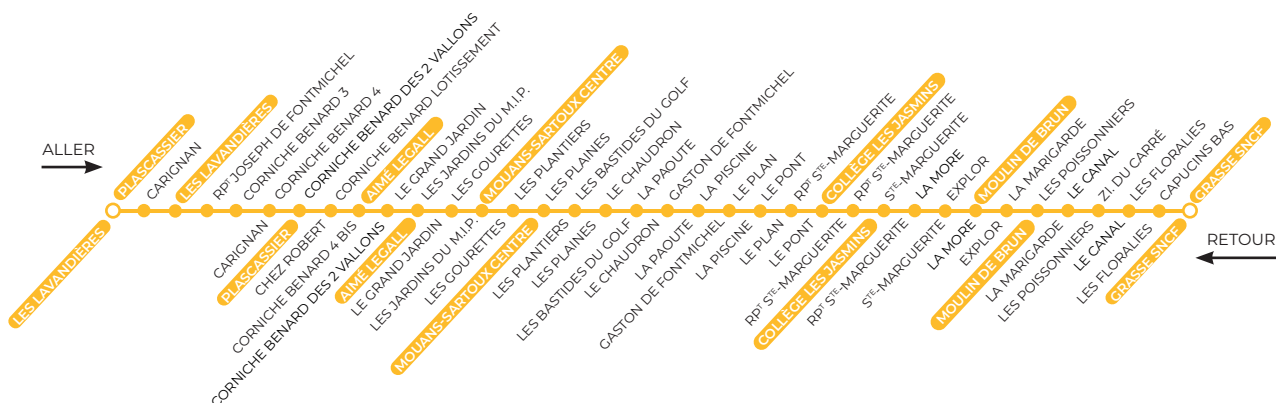 ALLER
PLASCASSIER
CARIGNAN
LES LAVANDIÈRES
RPT JOSEPH DE FONTMICHEL
CORNICHE BENARD 3
CORNICHE BENARD 4
CORNICHE BENARD DES 2 VALLONS
CORNICHE BENARD LOTISSEMENT
AIMÉ LEGALL
LE GRAND JARDIN
LES JARDINS DU M.I.P.
LES GOURETTES
MOUANS-SARTOUX CENTRE
LES PLANTIERS
LES PLAINES
LES BASTIDES DU GOLF
LE CHAUDRON
LA PAOUTE
GASTON DE FONTMICHEL
LA PISCINE
LE PLAN
LE PONT
RPT STE-MARGUERITE
COLLÈGE LES JASMINS
RPT STE-MARGUERITE
STE-MARGUERITE
LA MORE
EXPLOR
MOULIN DE BRUN
LA MARIGARDE
LES POISSONNIERS
LE CANAL
Z.I. DU CARRÉ
LES FLORALIES
CAPUCINS BAS
GRASSE SNCF
LES LAVANDIÈRES
CARIGNAN
PLASCASSIER
CHEZ ROBERT
CORNICHE BENARD 4 BIS
CORNICHE BENARD DES 2 VALLONS
AIMÉ LEGALL
LE GRAND JARDIN
LES JARDINS DU M.I.P.
LES GOURETTES
MOUANS-SARTOUX CENTRE
LES PLANTIERS
LES PLAINES
LES BASTIDES DU GOLF
LE CHAUDRON
LA PAOUTE
GASTON DE FONTMICHEL
LA PISCINE
LE PLAN
LE PONT
RPT STE-MARGUERITE
COLLÈGE LES JASMINS
RPT STE-MARGUERITE
STE-MARGUERITE
LA MORE
EXPLOR
MOULIN DE BRUN
LA MARIGARDE
LES POISSONNIERS
LE CANAL
LES FLORALIES
GRASSE SNCF
RETOUR